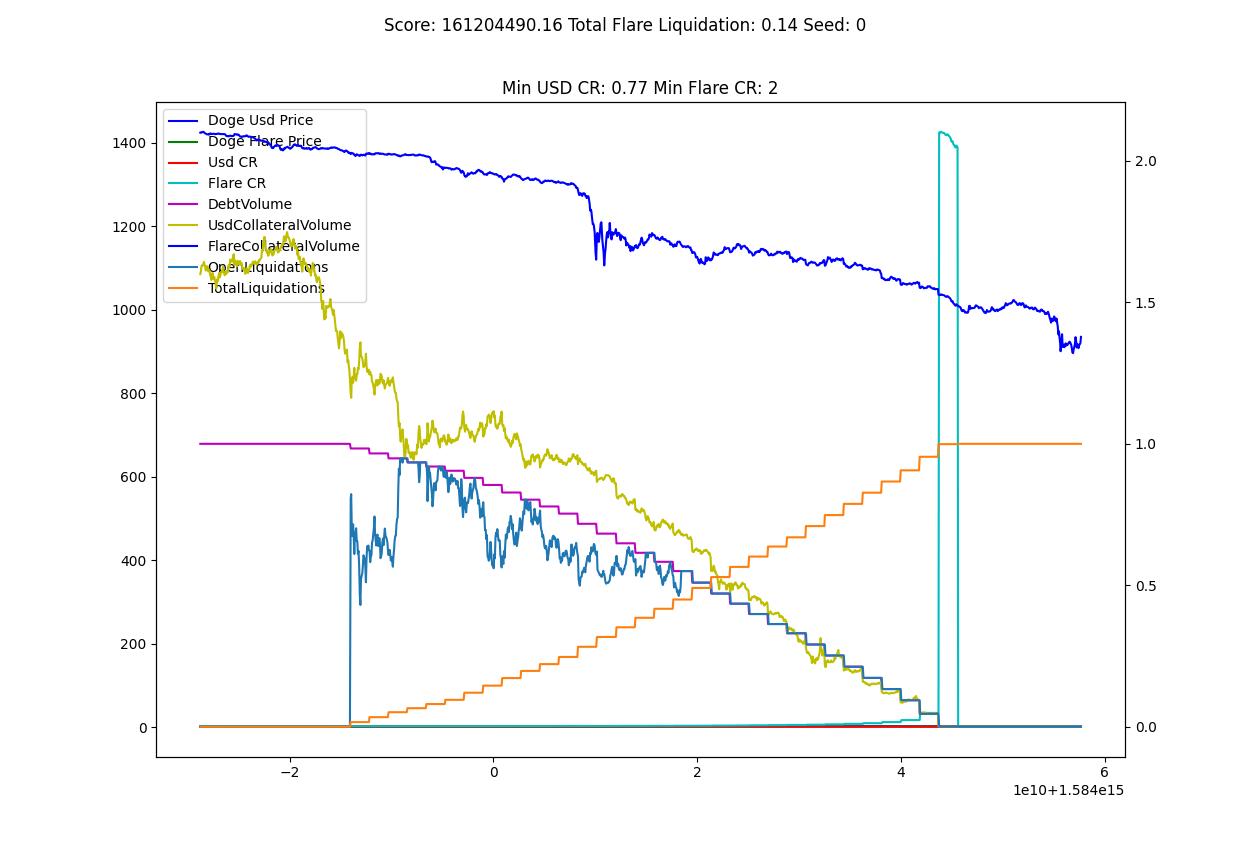 Score: 161204490.16 Total Flare Liquidation: 0.14 Seed: 0
Min USD CR: 0.77 Min Flare CR: 2
Doge Usd Price
Doge Flare Price
Usd CR
Flare CR
DebtVolume
UsdCollateralVolume
FlareCollateralVolume
OpenLiquidations
TotalLiquidations
1400
1200
1000
800
600
400
200
0
2.0
1.5
1.0
0.5
0.0
−2
0
2
4
6
1e10+1.584e15